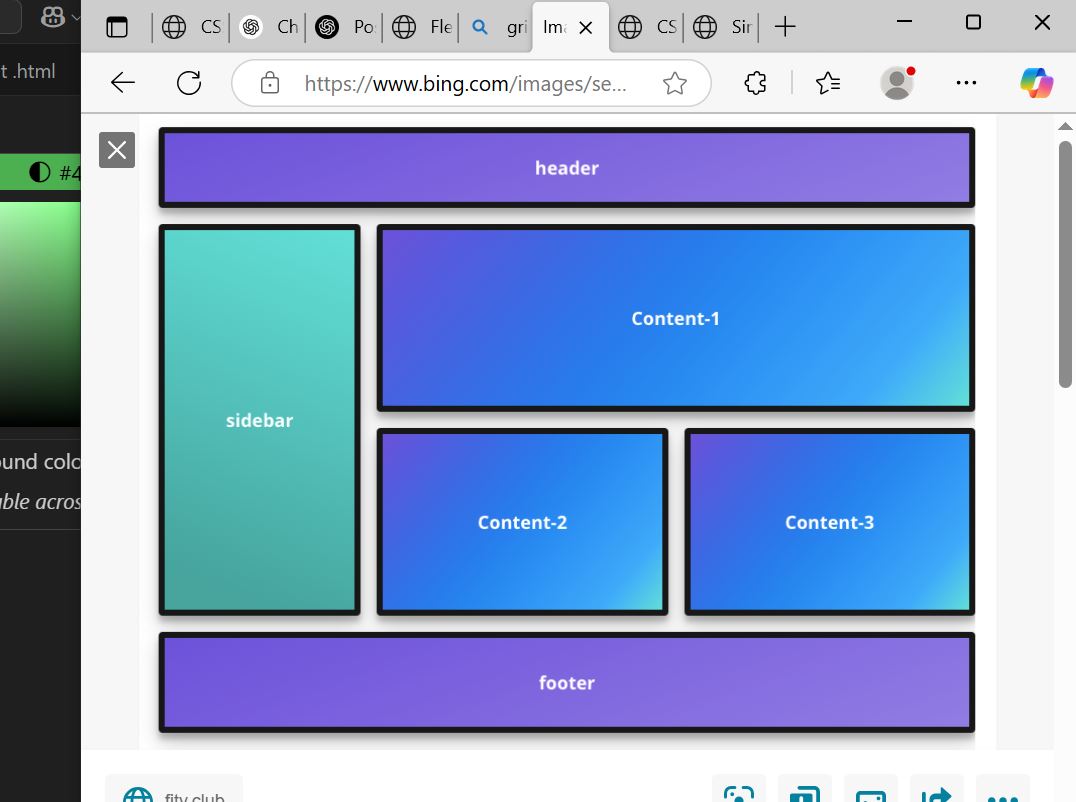 CS
Ch
Po
Fle
gri
Ima
CS
Sir
t .html
https://www.bing.com/images/se...
#4
header
Content-1
sidebar
und colo
able acros
Content-2
Content-3
footer
fity.club